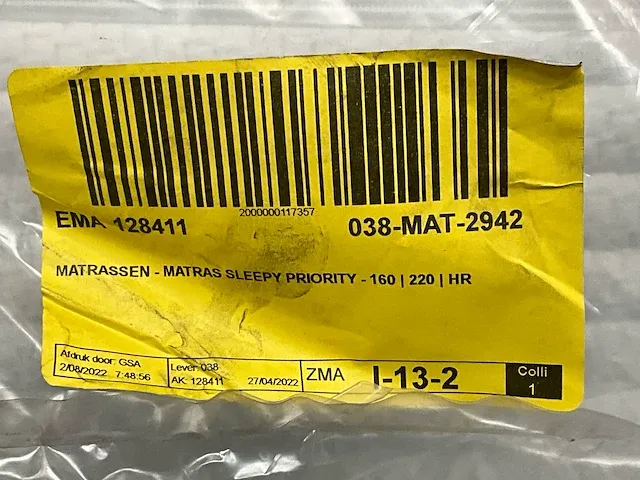 2000000117357
EMA 128411 038-MAT-2942
MATRASSEN - MATRAS SLEEPY PRIORITY - 160 | 220 | HR
Afdruk door: GSA
2/08/2022 7:48:56
Lever: 038
AK: 128411 27/04/2022
ZMA I-13-2
Colli
1